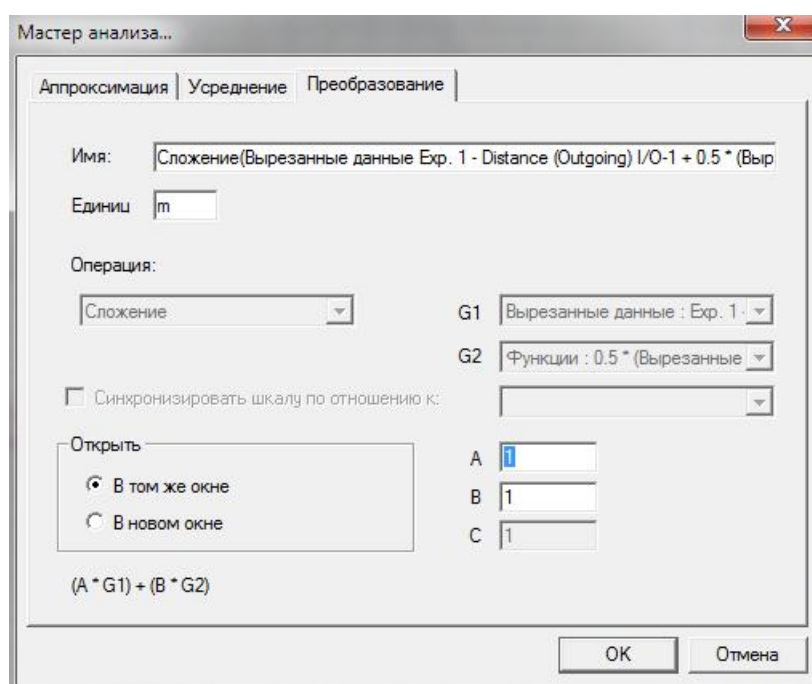 Мастер анализа...
Аппроксимация Усреднение Преобразование
Имя: Сложение(Вырезанные данные Exp. 1 - Distance (Outgoing) I/O-1 + 0.5 * (Выр
Единиц m
Операция:
Сложение
G1 Вырезанные данные : Exp. 1 -
G2 Функции : 0.5 * (Вырезанные
Синхронизировать шкалу по отношению к:
Открыть
В том же окне
В новом окне
A 1
B 1
C 1
(A * G1) + (B * G2)
OK Отмена